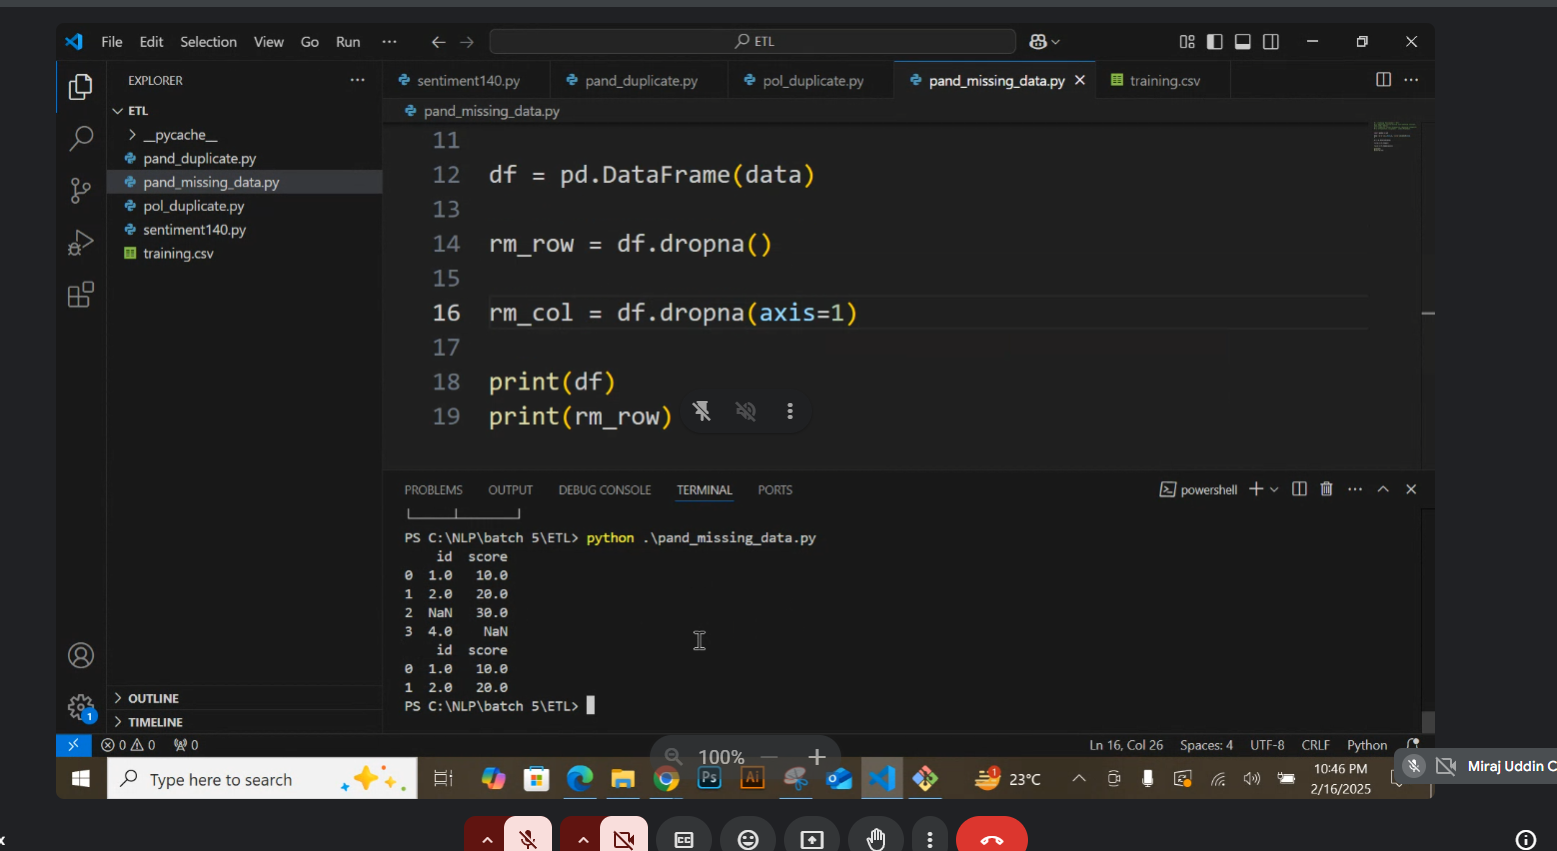 File Edit Selection View Go Run ··· ETL
EXPLORER ···
sentiment140.py pand_duplicate.py pol_duplicate.py pand_missing_data.py training.csv ···
ETL
__pycache__
pand_duplicate.py
pand_missing_data.py
pol_duplicate.py
sentiment140.py
training.csv
OUTLINE
TIMELINE
pand_missing_data.py
11
12 df = pd.DataFrame(data)
13
14 rm_row = df.dropna()
15
16 rm_col = df.dropna(axis=1)
17
18 print(df)
19 print(rm_row)
PROBLEMS OUTPUT DEBUG CONSOLE TERMINAL PORTS powershell ···
PS C:\NLP\batch 5\ETL> python .\pand_missing_data.py
id score
0 1.0 10.0
1 2.0 20.0
2 NaN 30.0
3 4.0 NaN
id score
0 1.0 10.0
1 2.0 20.0
PS C:\NLP\batch 5\ETL>
1
0 0 0 Ln 16, Col 26 Spaces: 4 UTF-8 CRLF Python
100%
Type here to search Ps Ai 1 23°C 10:46 PM
2/16/2025
Miraj Uddin C